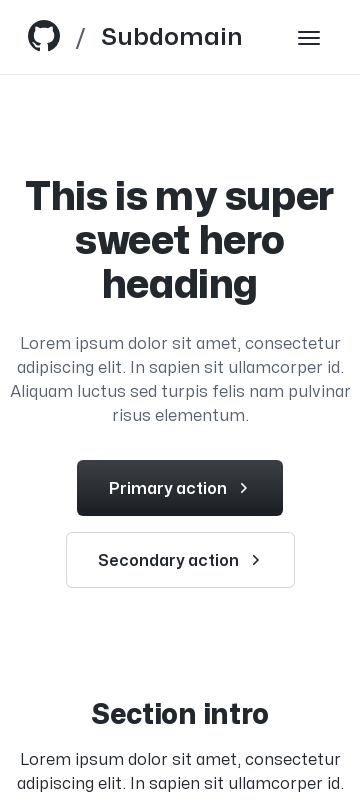 / Subdomain
This is my super
sweet hero
heading
Lorem ipsum dolor sit amet, consectetur
adipiscing elit. In sapien sit ullamcorper id.
Aliquam luctus sed turpis felis nam pulvinar
risus elementum.
Primary action
Secondary action
Section intro
Lorem ipsum dolor sit amet, consectetur
adipiscing elit. In sapien sit ullamcorper id.